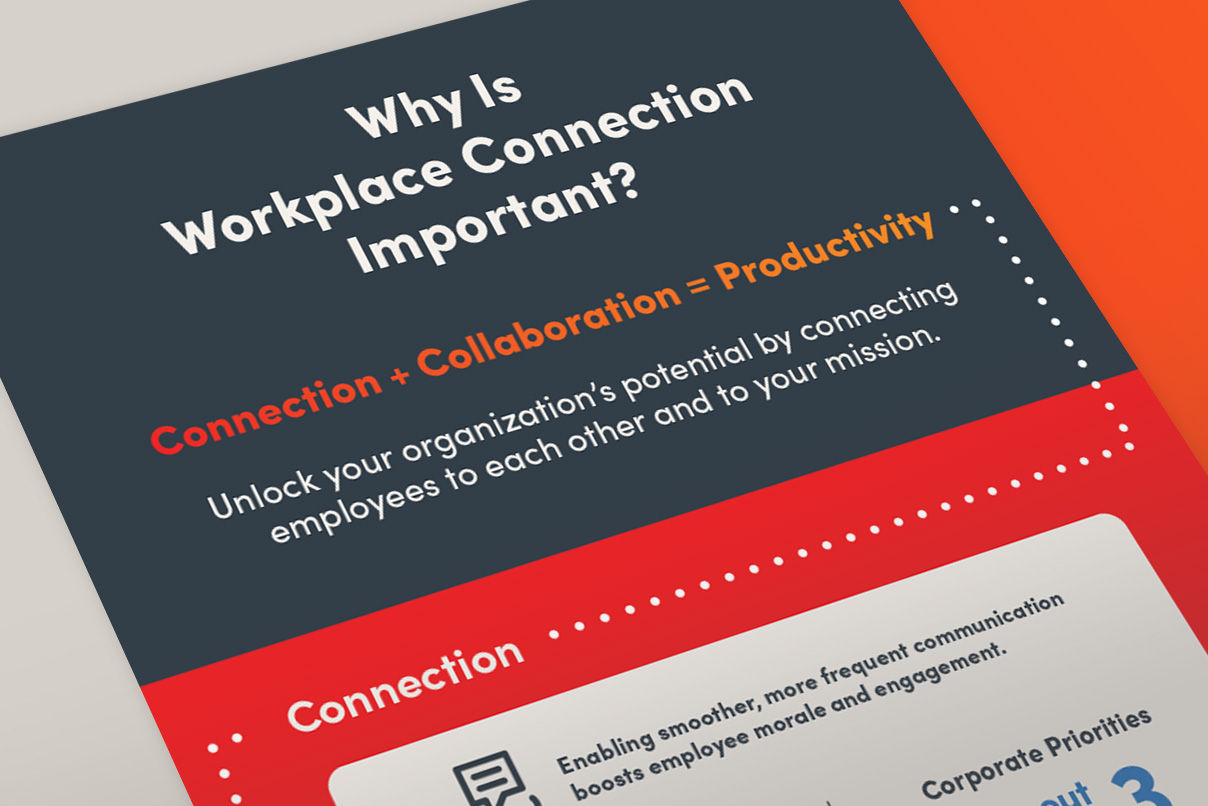 Why Is
Workplace Connection
Important?
Connection + Collaboration = Productivity
Unlock your organization’s potential by connecting
employees to each other and to your mission.
Connection
Enabling smoother, more frequent communication
boosts employee morale and engagement.
Corporate Priorities
3